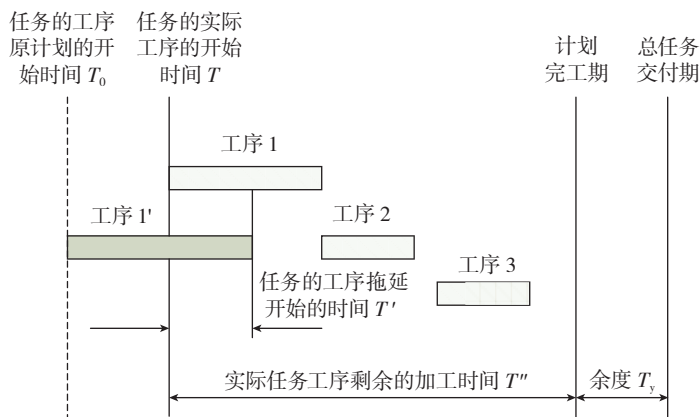 任务的工序
原计划的开
始时间 T₀
任务的实际
工序的开始
时间 T
计划
完工期
总任务
交付期
工序 1
工序 1'
工序 2
工序 3
任务的工序拖延
开始的时间 T'
实际任务工序剩余的加工时间 T"
余度 Tᵧ